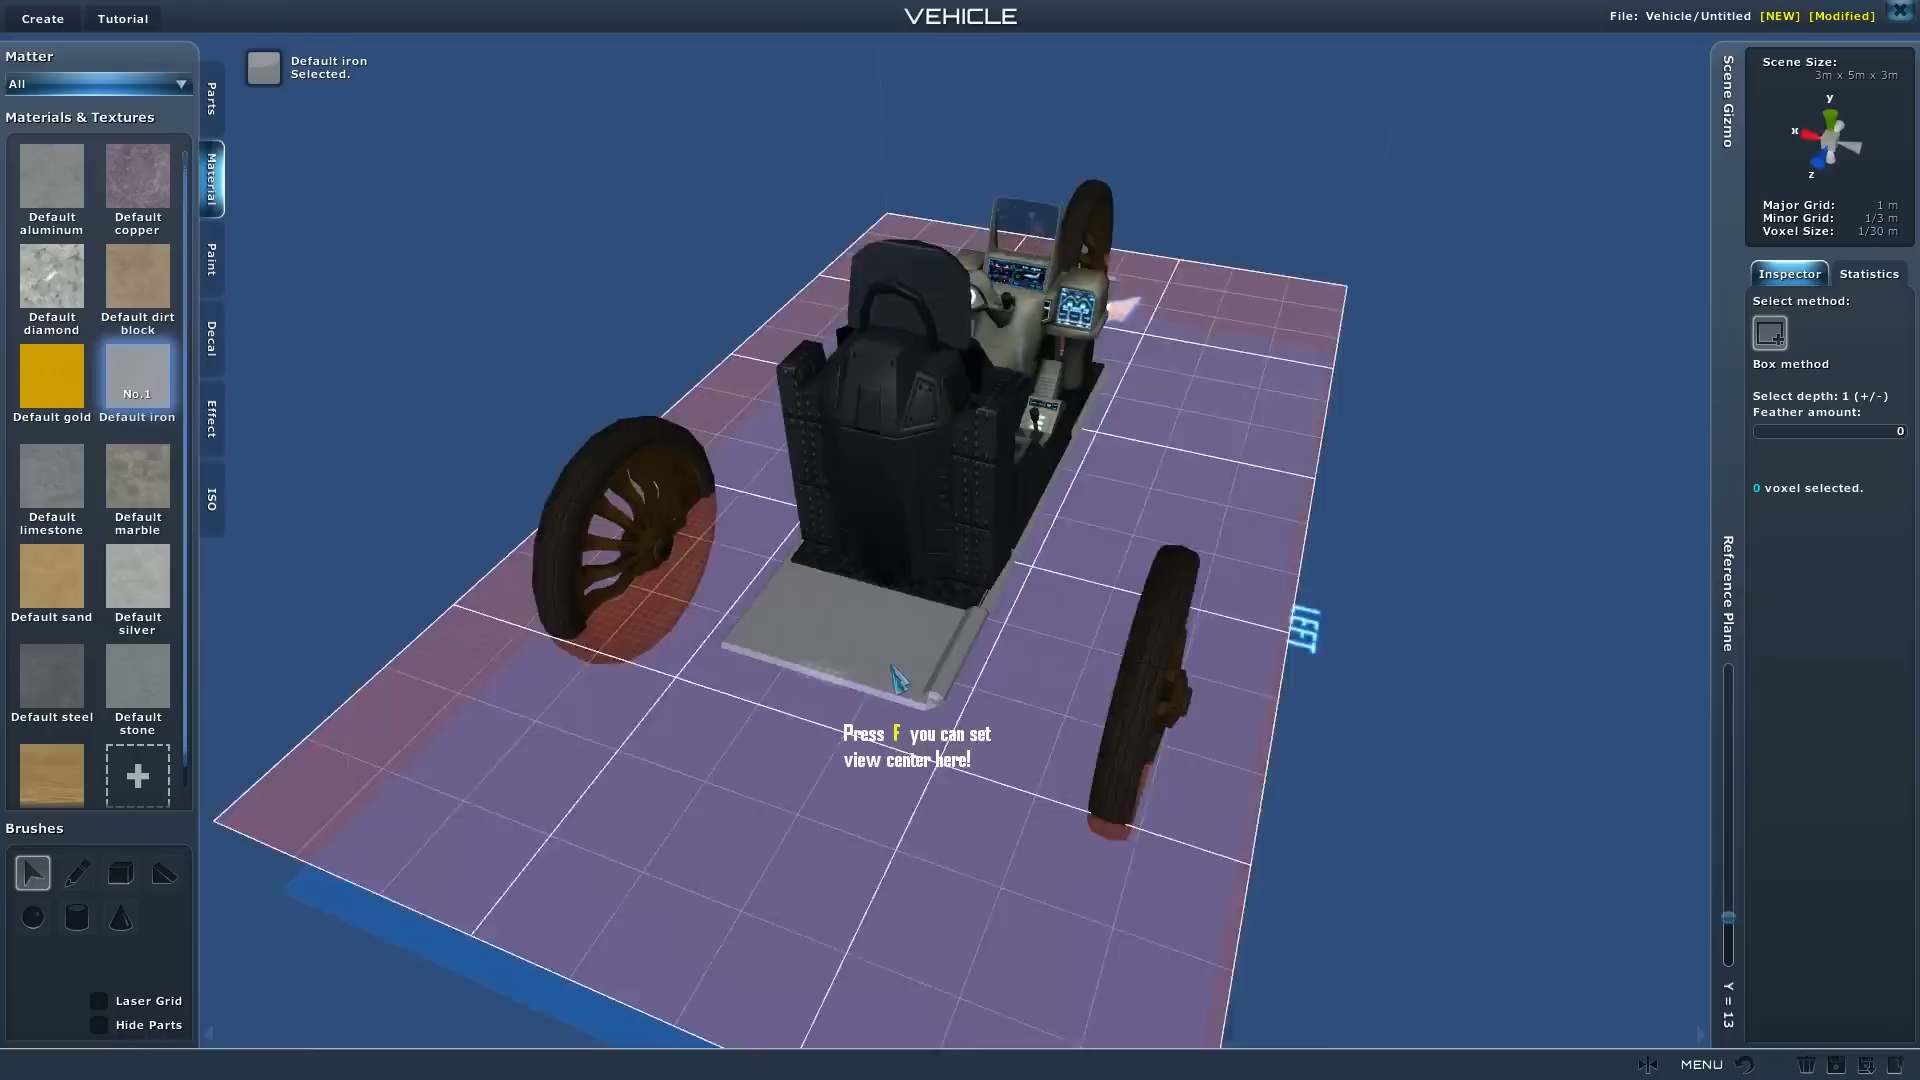 Create
Tutorial
VEHICLE
File: Vehicle/Untitled [NEW] [Modified]
Matter
All
Materials & Textures
Default
aluminum
Default
copper
Default
diamond
Default dirt
block
Default gold
No.1
Default iron
Default
limestone
Default
marble
Default sand
Default
silver
Default steel
Default
stone
Brushes
Laser Grid
Hide Parts
Parts
Material
Paint
Decal
Effect
ISO
Default iron
Selected.
LEFT
Press F you can set
view center here!
Scene Gizmo
Reference Plane
Y = 13
Scene Size:
3m x 5m x 3m
y
x
z
Major Grid: 1 m
Minor Grid: 1/3 m
Voxel Size: 1/30 m
Inspector
Statistics
Select method:
Box method
Select depth: 1 (+/-)
Feather amount:
0
0 voxel selected.
MENU